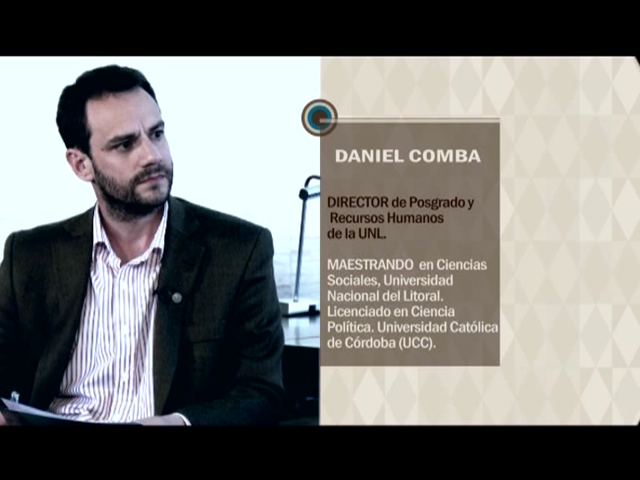 DANIEL COMBA
DIRECTOR de Posgrado y
Recursos Humanos
de la UNL.
MAESTRANDO en Ciencias
Sociales, Universidad
Nacional del Litoral.
Licenciado en Ciencia
Política. Universidad Católica
de Córdoba (UCC).